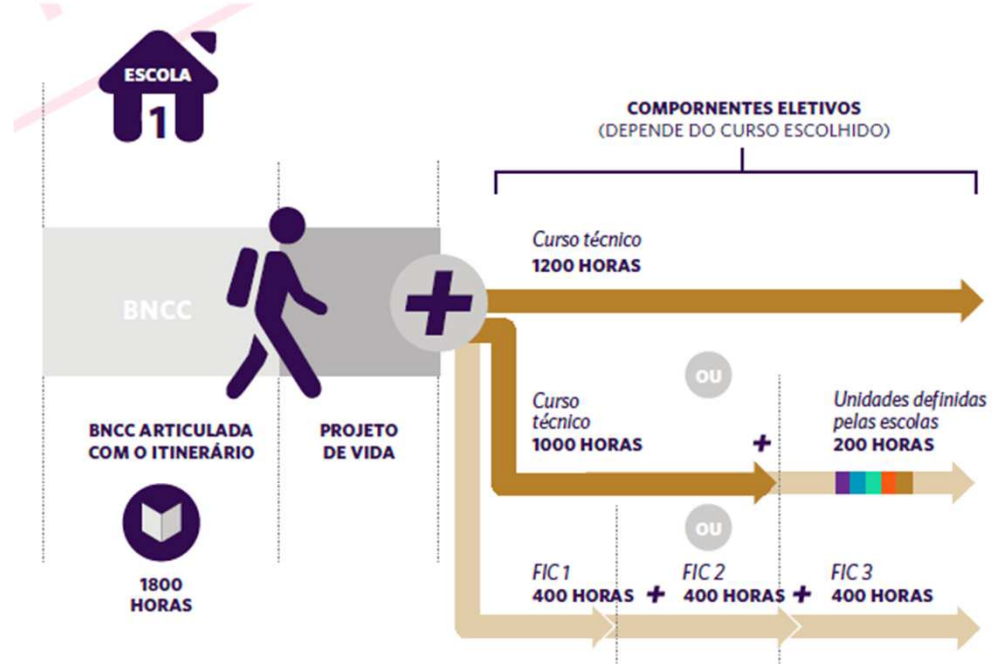 ESCOLA
1
COMPORNENTES ELETIVOS
(DEPENDE DO CURSO ESCOLHIDO)
BNCC
+
Curso técnico
1200 HORAS
OU
BNCC ARTICULADA
COM O ITINERÁRIO
PROJETO
DE VIDA
Curso
técnico
1000 HORAS
+
Unidades definidas
pelas escolas
200 HORAS
OU
1800
HORAS
FIC 1
400 HORAS
+
FIC 2
400 HORAS
+
FIC 3
400 HORAS